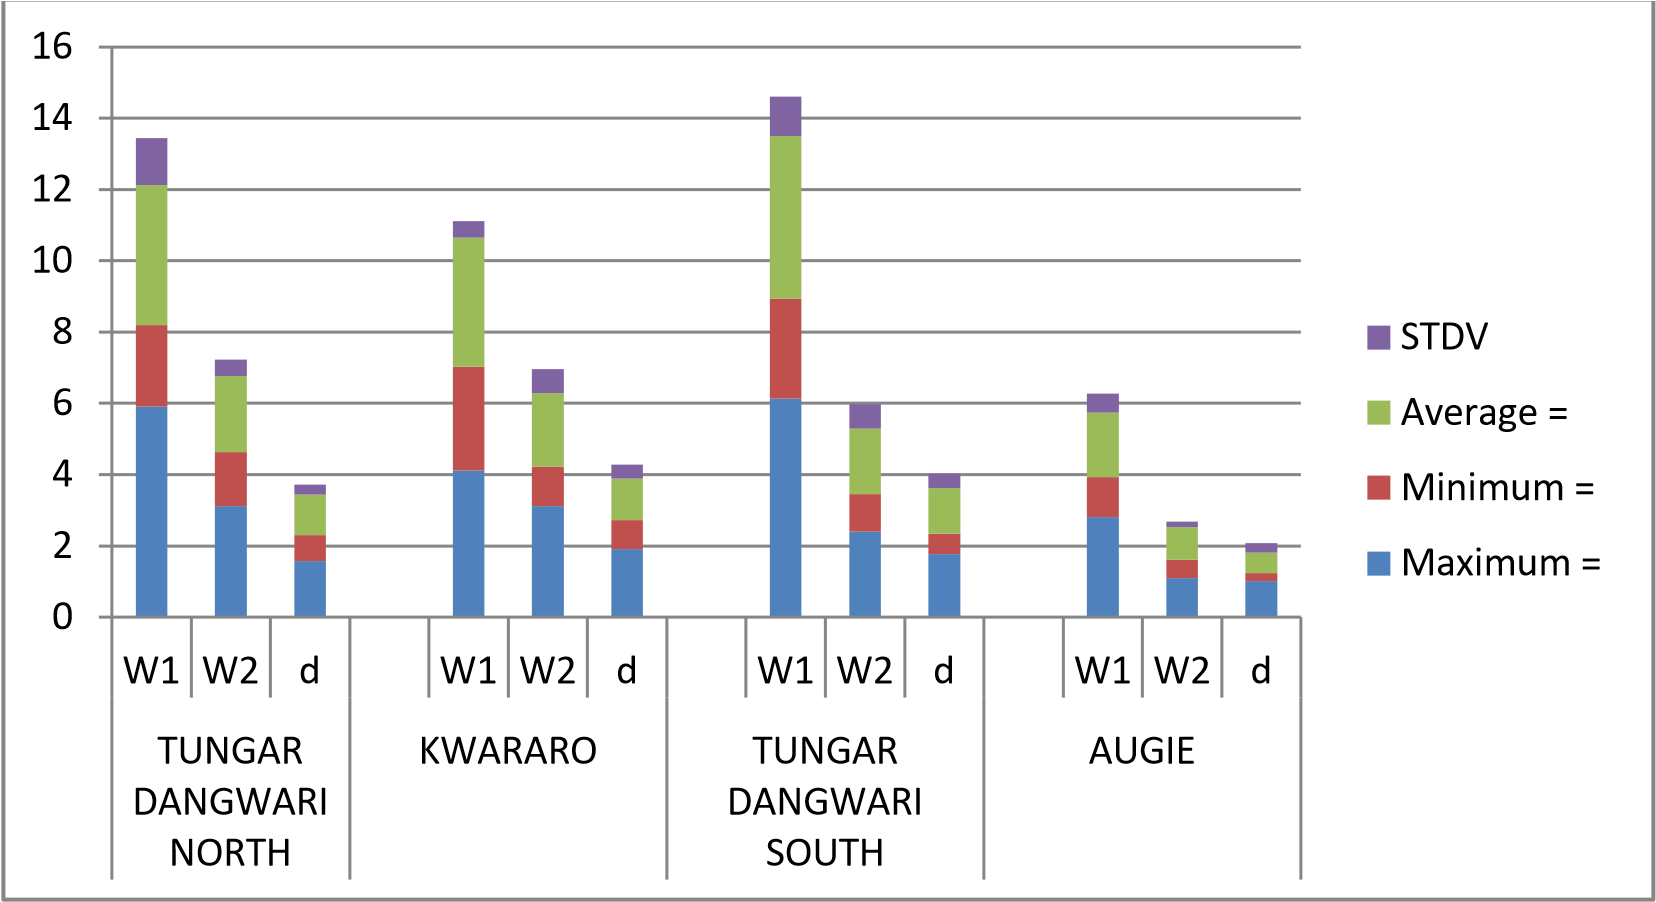 16
14
12
10
8
6
4
2
0
W1 W2 d W1 W2 d W1 W2 d W1 W2 d
TUNGAR
DANGWARI
NORTH
KWARARO
TUNGAR
DANGWARI
SOUTH
AUGIE
STDV
Average =
Minimum =
Maximum =